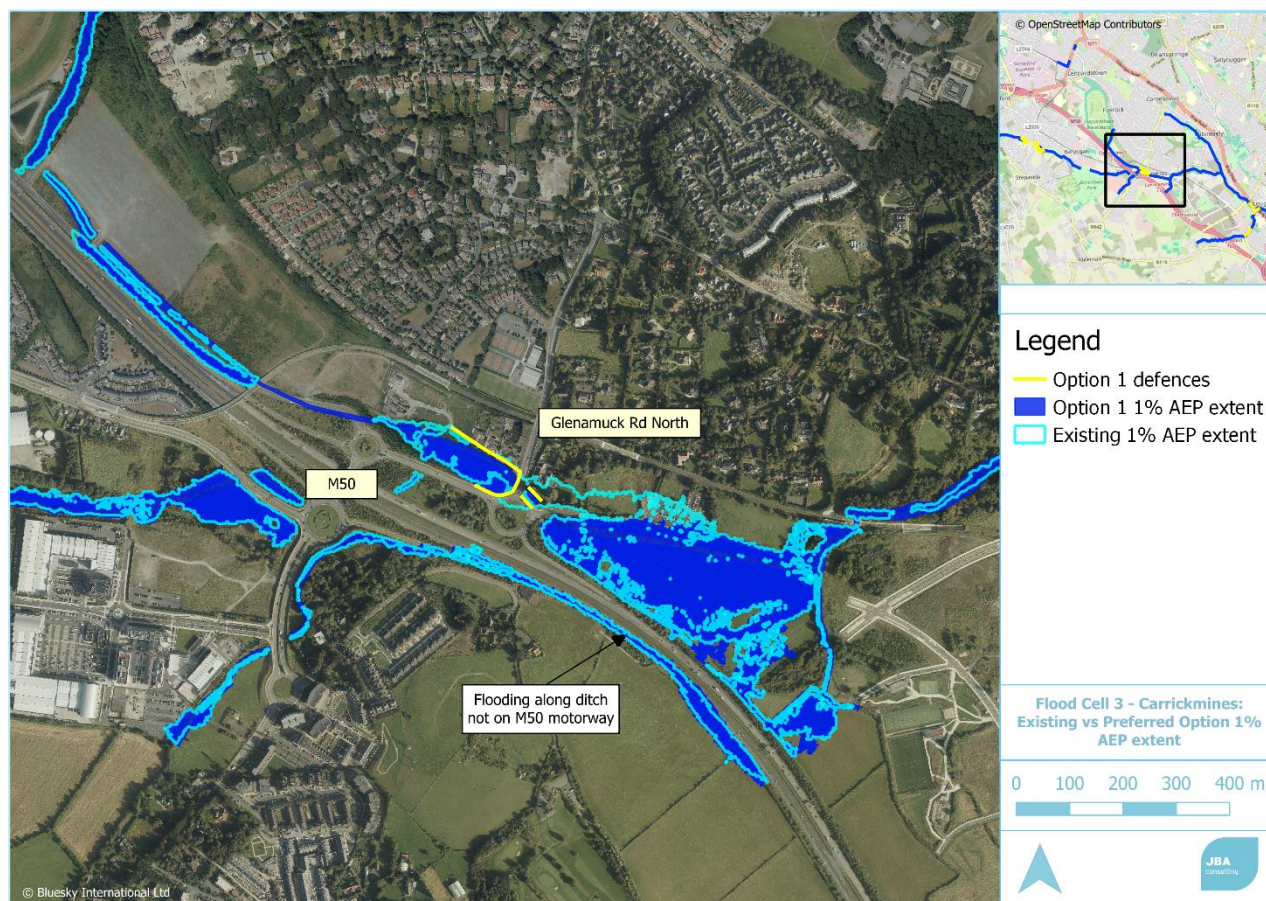 © OpenStreetMap Contributors
Legend
Option 1 defences
Option 1 1% AEP extent
Existing 1% AEP extent
Glenamuck Rd North
M50
Flooding along ditch
not on M50 motorway
Flood Cell 3 - Carrickmines:
Existing vs Preferred Option 1%
AEP extent
0 100 200 300 400 m
JBA
consulting
© Bluesky International Ltd